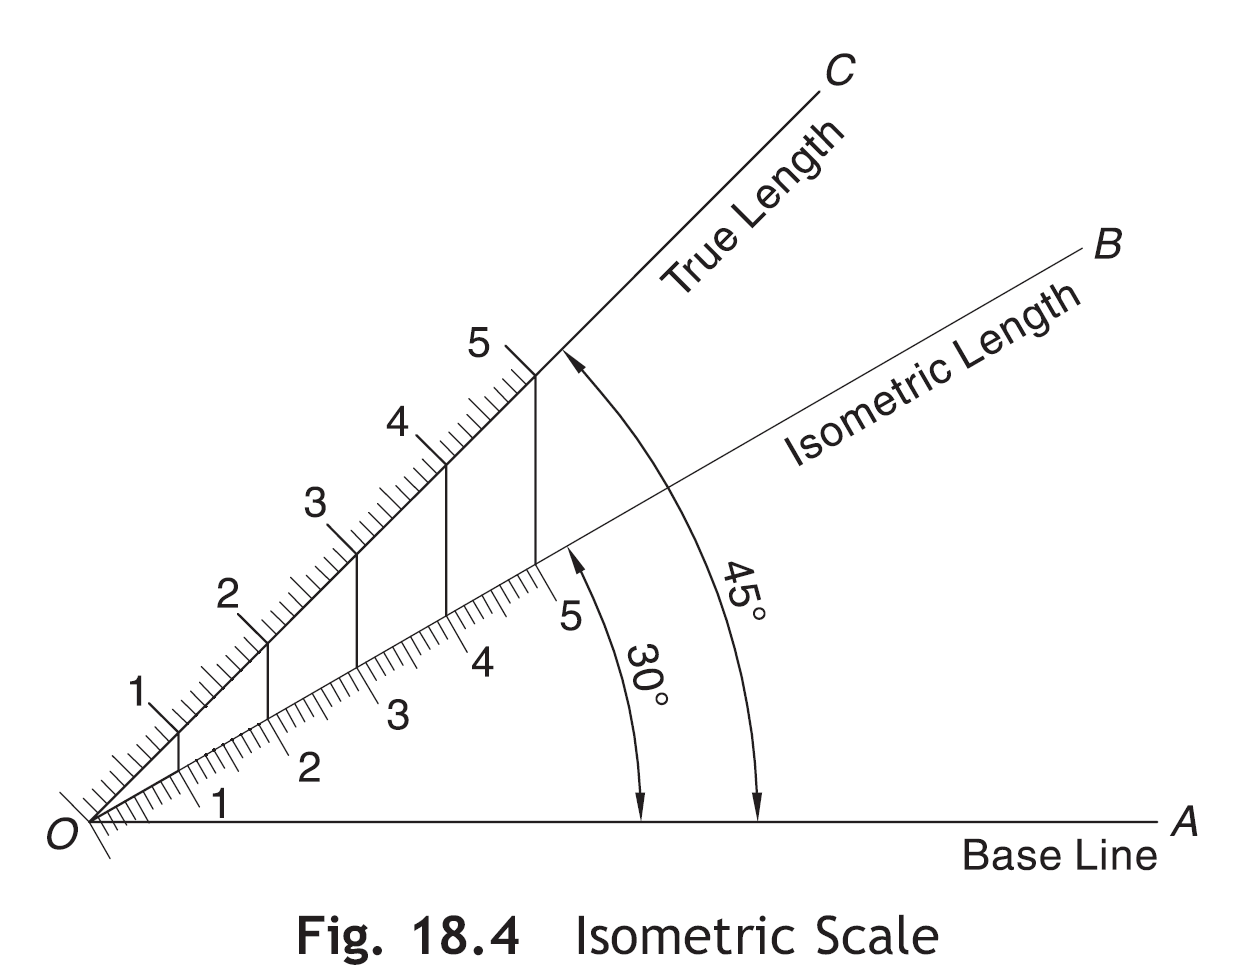 C
True Length
B
Isometric Length
5
4
3
2
1
5
4
3
2
1
45°
30°
O
A
Base Line
Fig. 18.4 Isometric Scale